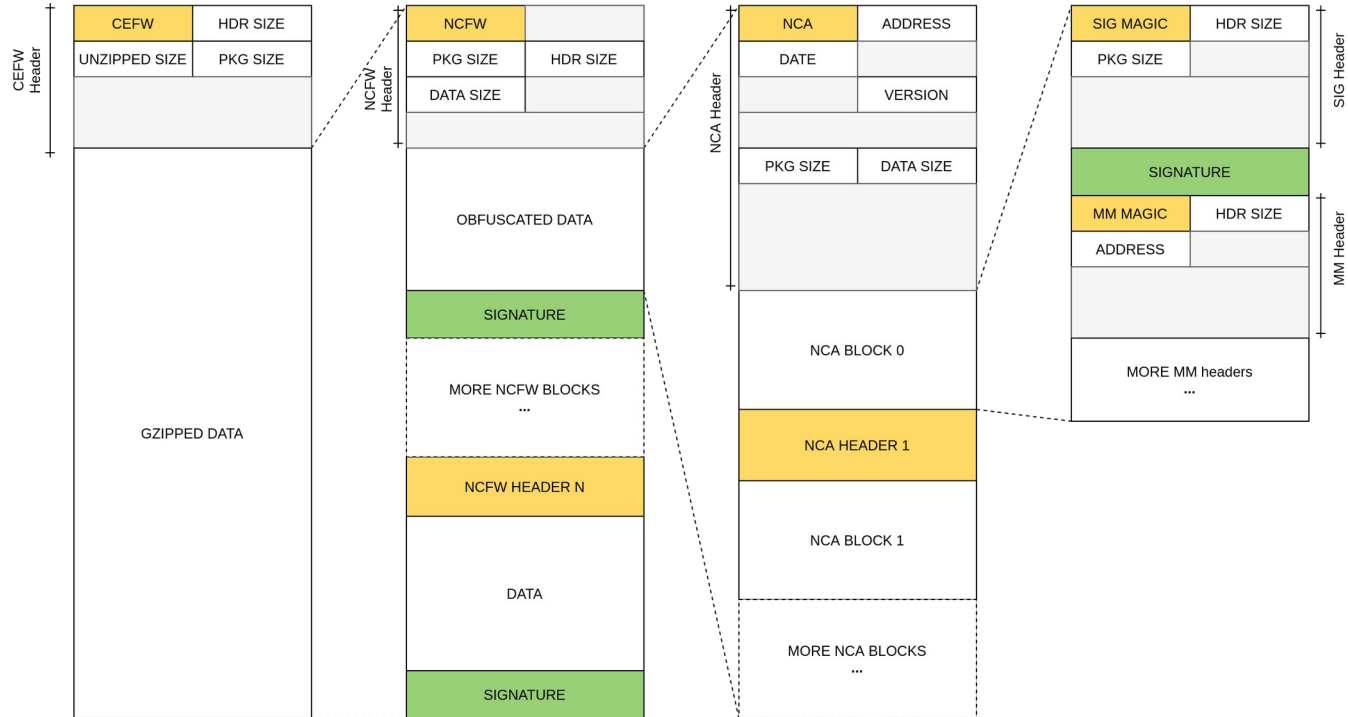 CEFW
Header
CEFW
HDR SIZE
UNZIPPED SIZE
PKG SIZE
GZIPPED DATA
NCFW
Header
NCFW
PKG SIZE
HDR SIZE
DATA SIZE
OBFUSCATED DATA
SIGNATURE
MORE NCFW BLOCKS
...
NCFW HEADER N
DATA
SIGNATURE
NCA Header
NCA
ADDRESS
DATE
VERSION
PKG SIZE
DATA SIZE
NCA BLOCK 0
NCA HEADER 1
NCA BLOCK 1
MORE NCA BLOCKS
...
SIG MAGIC
HDR SIZE
PKG SIZE
SIG Header
SIGNATURE
MM MAGIC
HDR SIZE
ADDRESS
MM Header
MORE MM headers
...